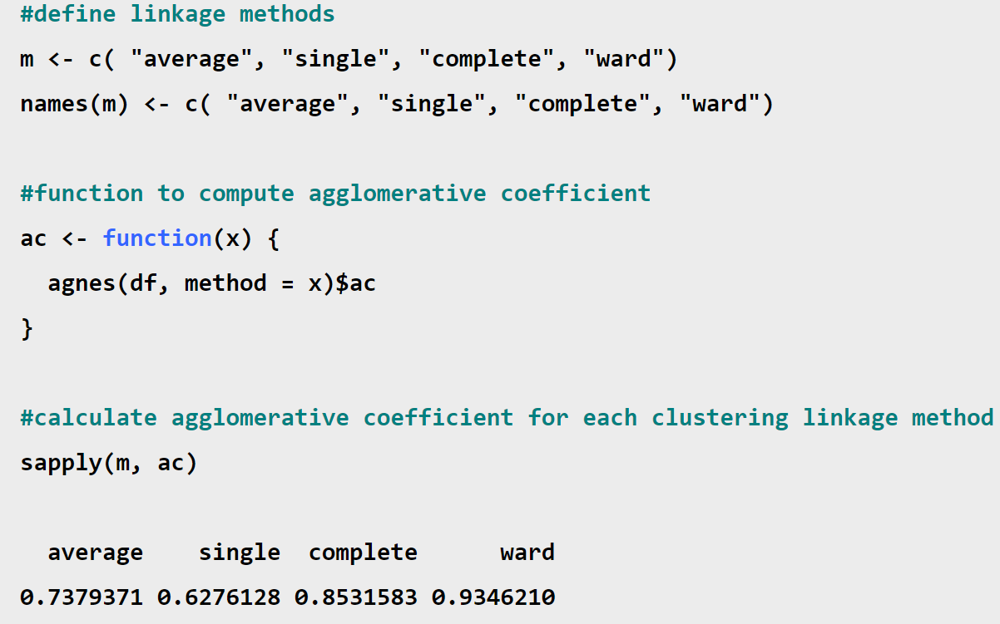 #define linkage methods
m <- c( "average", "single", "complete", "ward")
names(m) <- c( "average", "single", "complete", "ward")
#function to compute agglomerative coefficient
ac <- function(x) {
  agnes(df, method = x)$ac
}
#calculate agglomerative coefficient for each clustering linkage method
sapply(m, ac)
  average    single  complete      ward
0.7379371 0.6276128 0.8531583 0.9346210